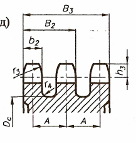 д)
B₃
B₂
b₂
r₃
r₄
h₃
Dc
A
A